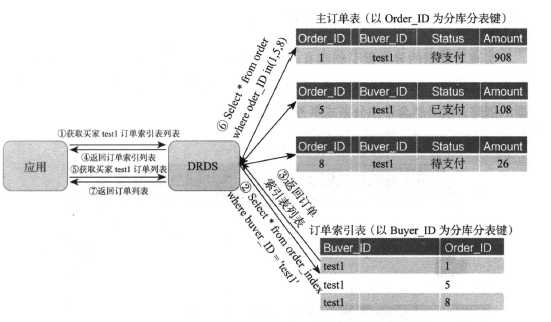 主订单表（以 Order_ID 为分库分表键）
Order_ID Buver_ID Status Amount
1 test1 待支付 908
Order_ID Buver_ID Status Amount
5 test1 已支付 108
Order_ID Buver_ID Status Amount
8 test1 待支付 26
⑥ Select * from order
where oder_ID in(1,5,8)
①获取买家 test1 订单索引表列表
④返回订单索引列表
⑤获取买家 test1 订单列表
⑦返回订单列表
应用
DRDS
③返回订单
索引表列表
② Select * from order_index
where buver_ID = 'test1'
订单索引表（以 Buyer_ID 为分库分表键）
Buver_ID Order_ID
test1 1
test1 5
test1 8